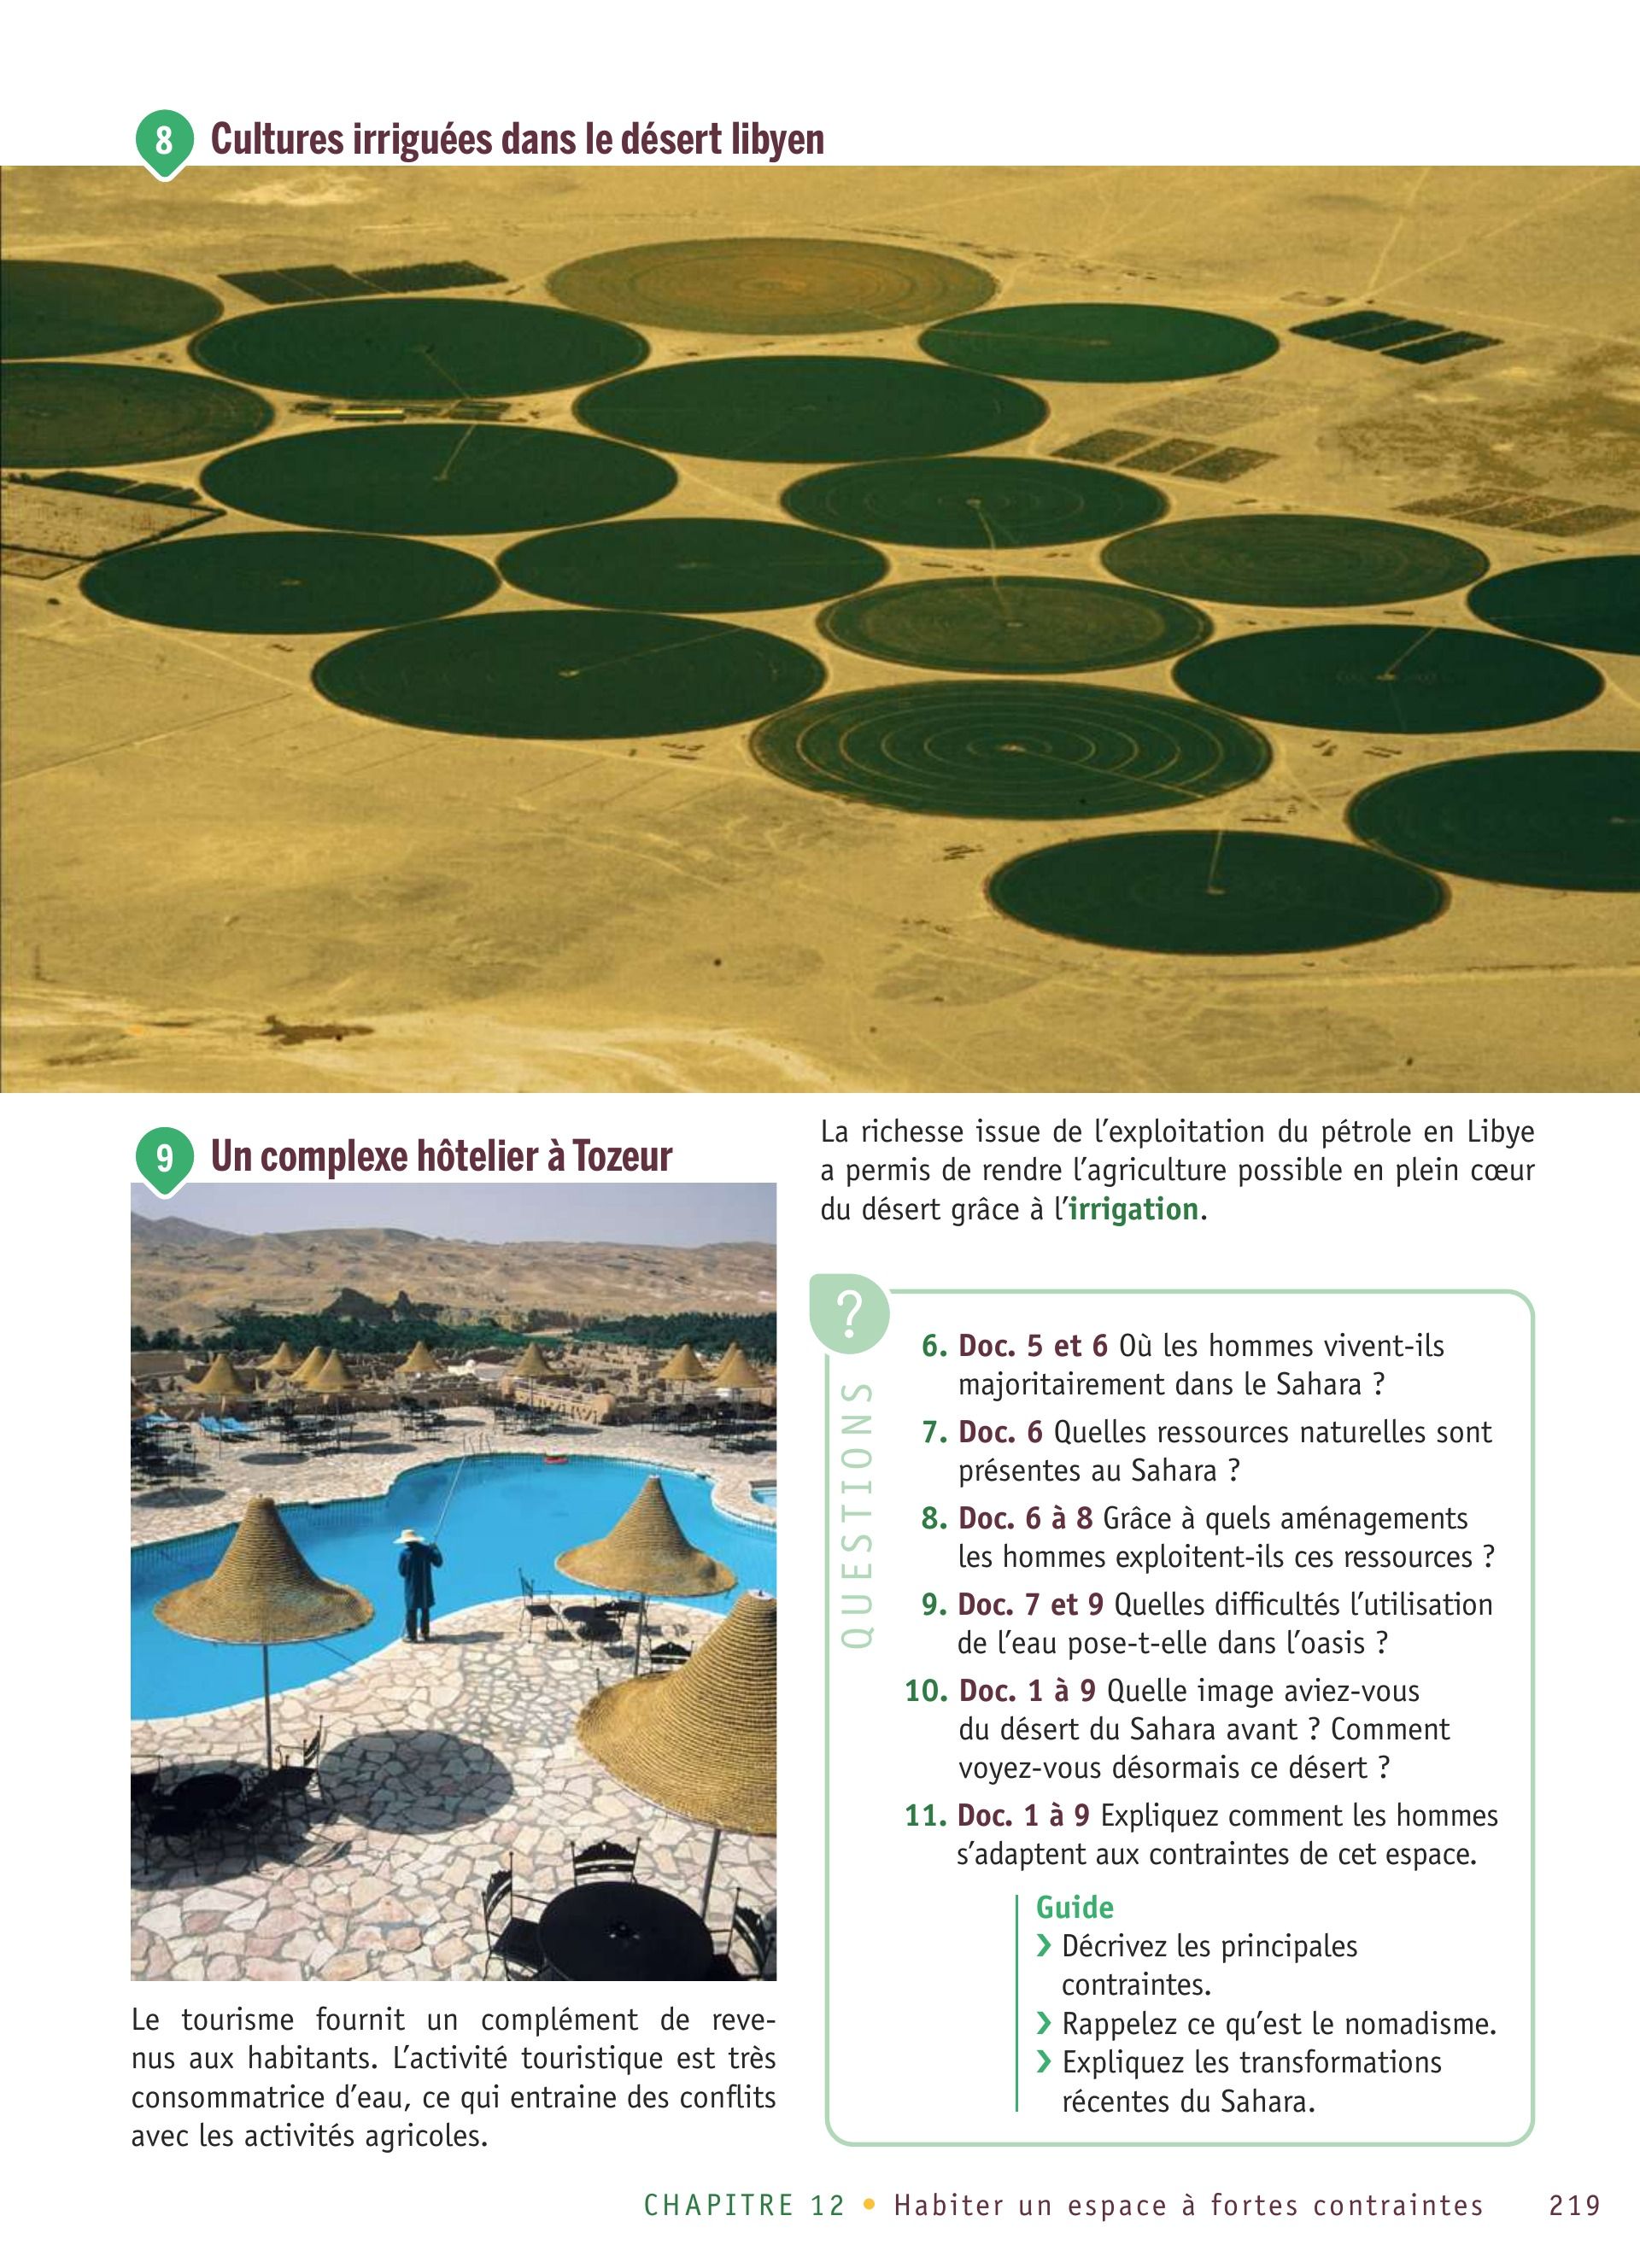 8 Cultures irriguées dans le désert libyen
La richesse issue de l'exploitation du pétrole en Libye
a permis de rendre l'agriculture possible en plein cœur
du désert grâce à l'irrigation.
9 Un complexe hôtelier à Tozeur
Le tourisme fournit un complément de reve-
nus aux habitants. L'activité touristique est très
consommatrice d'eau, ce qui entraine des conflits
avec les activités agricoles.
?
QUESTIONS
6. Doc. 5 et 6 Où les hommes vivent-ils
majoritairement dans le Sahara ?
7. Doc. 6 Quelles ressources naturelles sont
présentes au Sahara ?
8. Doc. 6 à 8 Grâce à quels aménagements
les hommes exploitent-ils ces ressources ?
9. Doc. 7 et 9 Quelles difficultés l'utilisation
de l'eau pose-t-elle dans l'oasis ?
10. Doc. 1 à 9 Quelle image aviez-vous
du désert du Sahara avant ? Comment
voyez-vous désormais ce désert ?
11. Doc. 1 à 9 Expliquez comment les hommes
s'adaptent aux contraintes de cet espace.
Guide
› Décrivez les principales
contraintes.
› Rappelez ce qu'est le nomadisme.
› Expliquez les transformations
récentes du Sahara.
CHAPITRE 12 • Habiter un espace à fortes contraintes 219